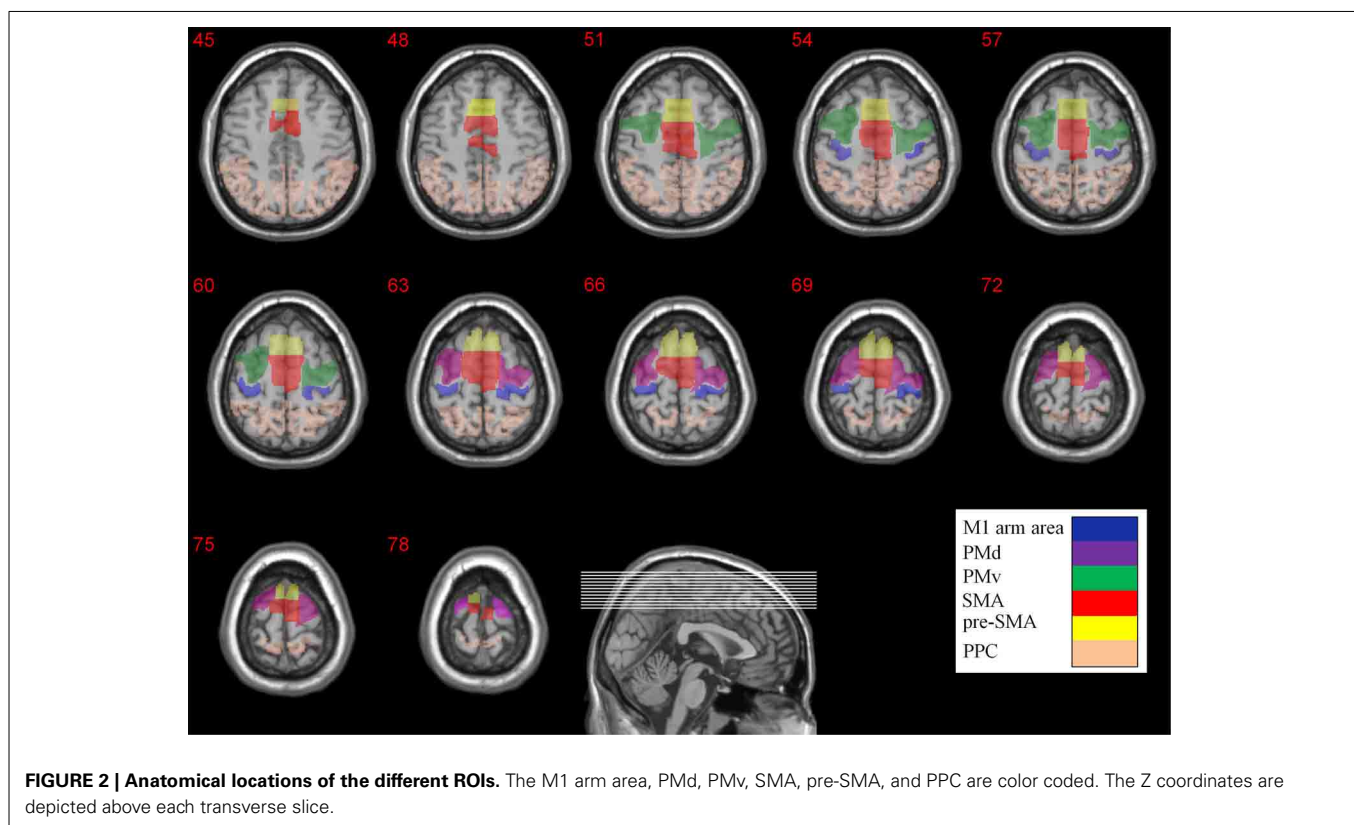 45 48 51 54 57
60 63 66 69 72
75 78
M1 arm area
PMd
PMv
SMA
pre-SMA
PPC
FIGURE 2 | Anatomical locations of the different ROIs. The M1 arm area, PMd, PMv, SMA, pre-SMA, and PPC are color coded. The Z coordinates are
depicted above each transverse slice.